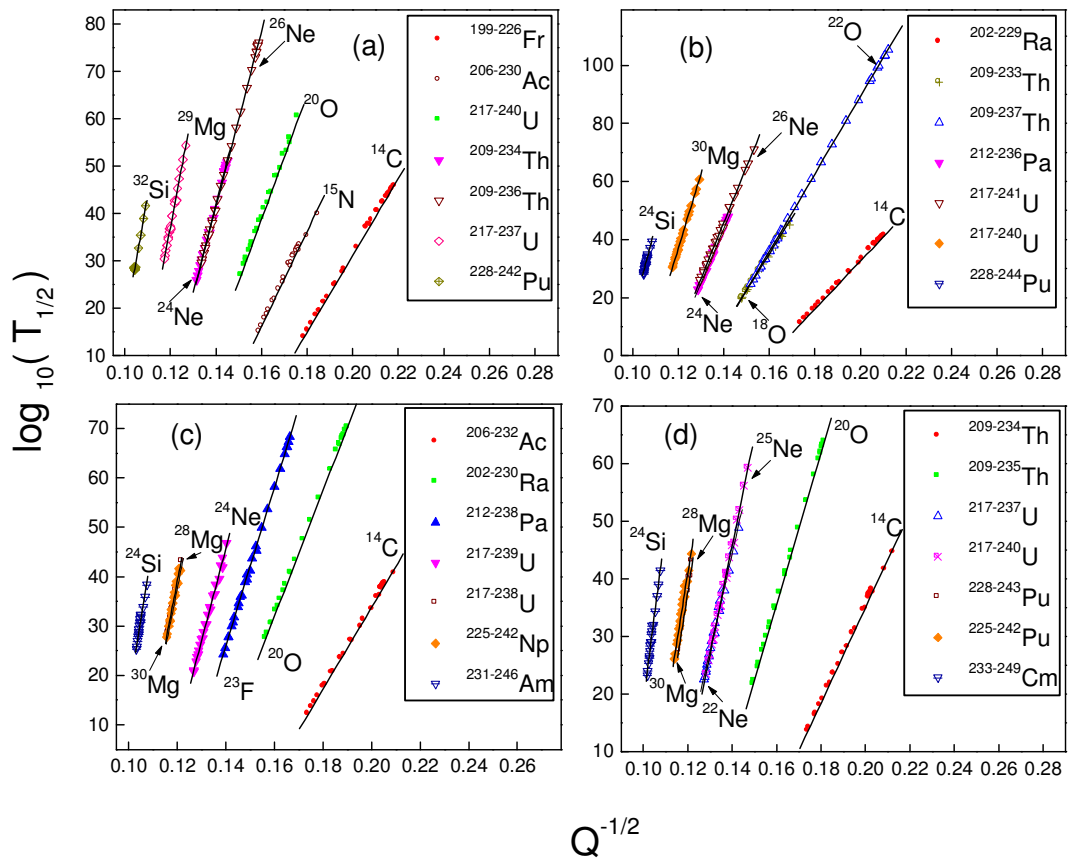 log 10 ( T 1/2 )
Q -1/2
(a)
80
70
60
50
40
30
20
10
0.10 0.12 0.14 0.16 0.18 0.20 0.22 0.24 0.26 0.28
32Si
29Mg
26Ne
24Ne
20O
15N
14C
199-226Fr
206-230Ac
217-240U
209-234Th
209-236Th
217-237U
228-242Pu
(b)
100
80
60
40
20
0
0.10 0.12 0.14 0.16 0.18 0.20 0.22 0.24 0.26 0.28
24Si
30Mg
26Ne
24Ne
22O
18O
14C
202-229Ra
209-233Th
209-237Th
212-236Pa
217-241U
217-240U
228-244Pu
(c)
70
60
50
40
30
20
10
0.10 0.12 0.14 0.16 0.18 0.20 0.22 0.24 0.26
24Si
28Mg
30Mg
24Ne
23F
20O
14C
206-232Ac
202-230Ra
212-238Pa
217-239U
217-238U
225-242Np
231-246Am
(d)
70
60
50
40
30
20
10
0.10 0.12 0.14 0.16 0.18 0.20 0.22 0.24 0.26 0.28
24Si
28Mg
30Mg
25Ne
22Ne
20O
14C
209-234Th
209-235Th
217-237U
217-240U
228-243Pu
225-242Pu
233-249Cm